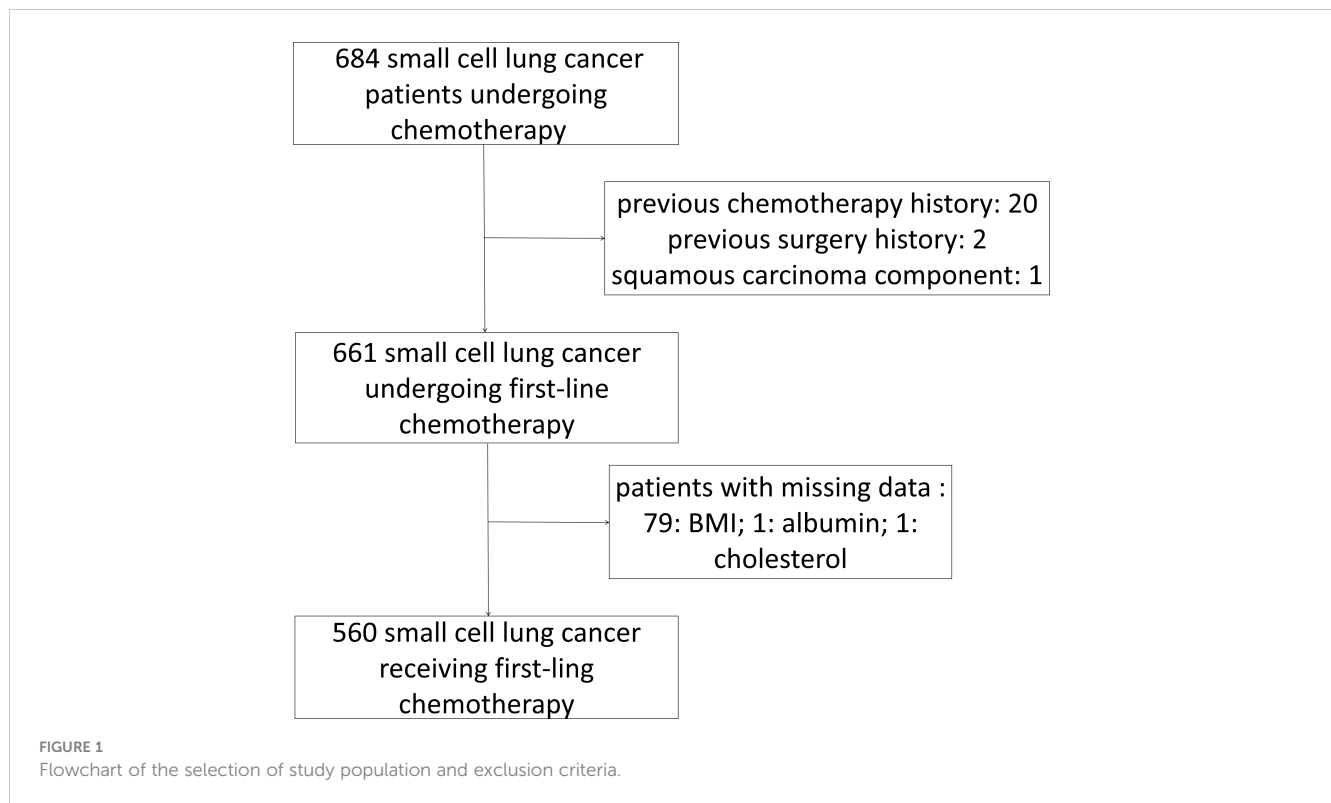 684 small cell lung cancer
patients undergoing
chemotherapy
previous chemotherapy history: 20
previous surgery history: 2
squamous carcinoma component: 1
661 small cell lung cancer
undergoing first-line
chemotherapy
patients with missing data :
79: BMI; 1: albumin; 1:
cholesterol
560 small cell lung cancer
receiving first-ling
chemotherapy
FIGURE 1
Flowchart of the selection of study population and exclusion criteria.